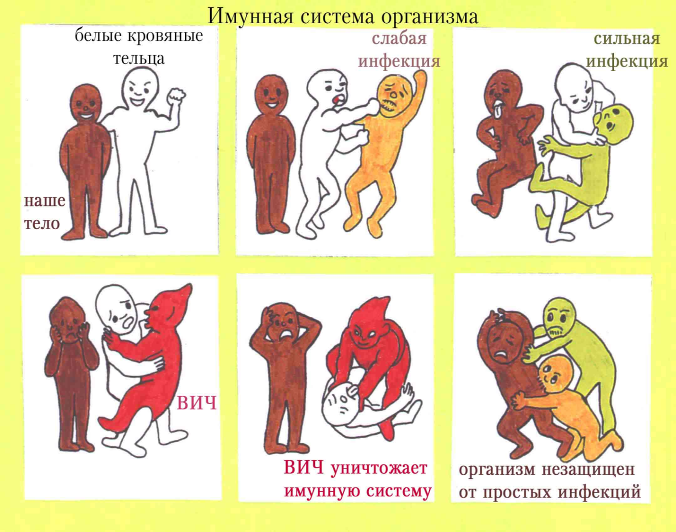 Имунная система организма
белые кровяные
тельца
наше
тело
слабая
инфекция
сильная
инфекция
ВИЧ
ВИЧ уничтожает
имунную систему
организм незащищен
от простых инфекций